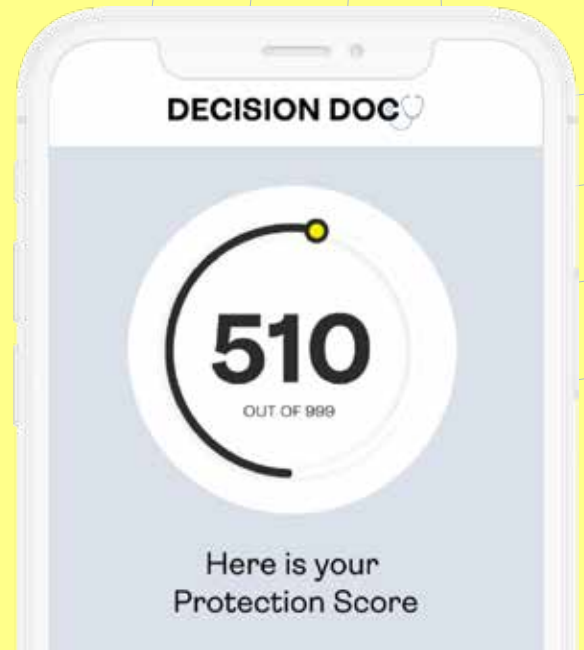 DECISION DOC
510
OUT OF 999
Here is your
Protection Score